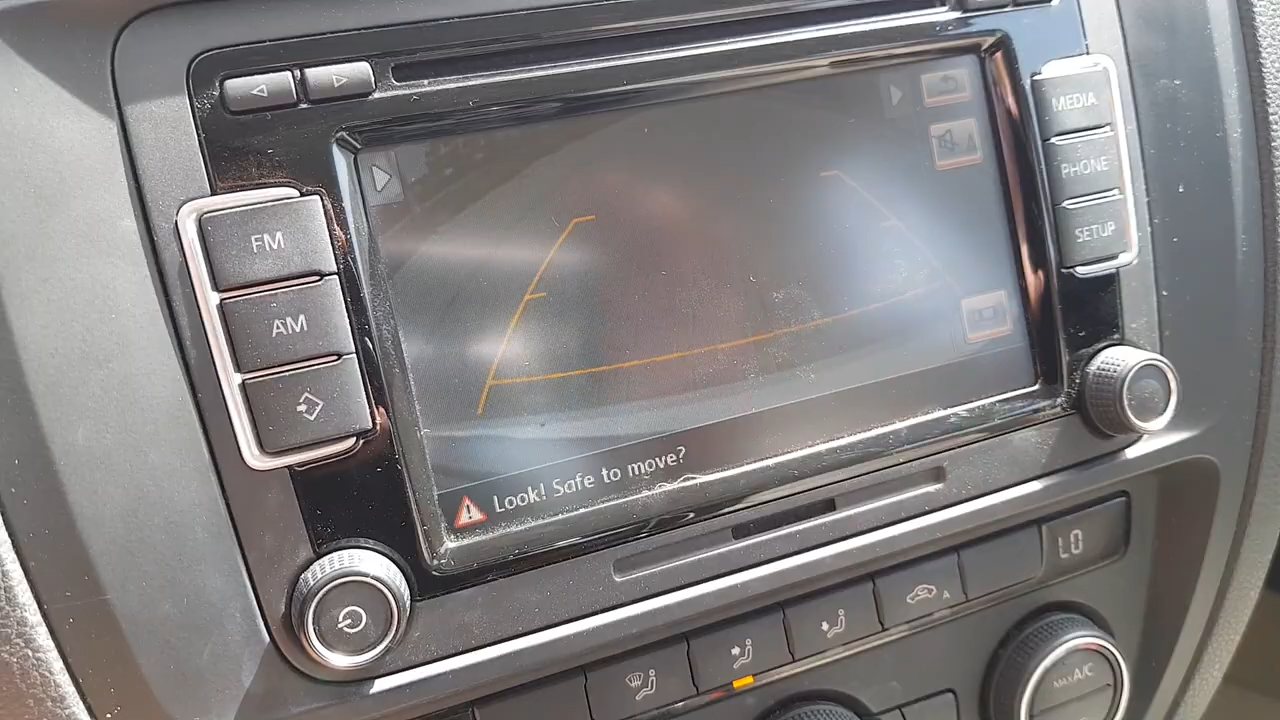 FM
AM
MEDIA
PHONE
SETUP
A
Look! Safe to move?
LO
A
MAX A/C